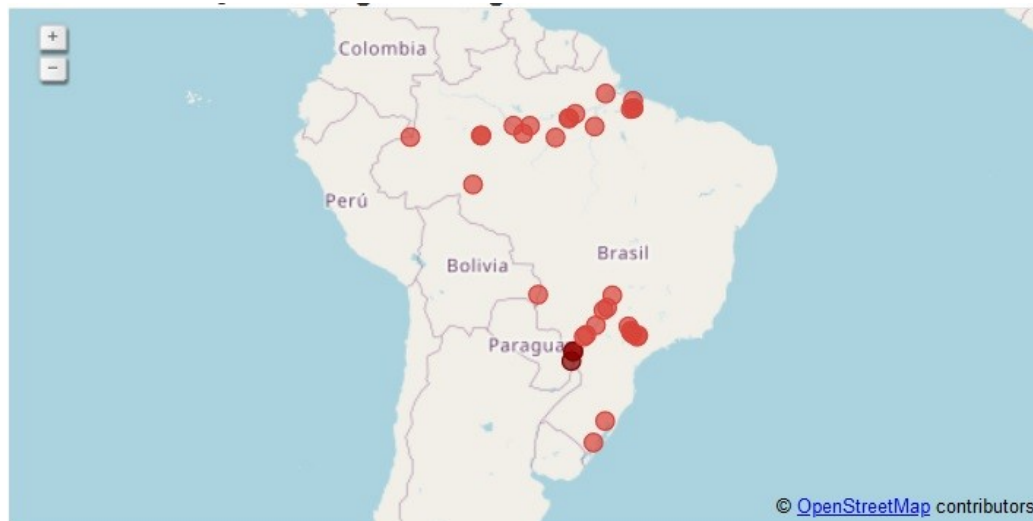 +
−
Colombia
Perú
Brasil
Bolivia
Paragua
© OpenStreetMap contributors